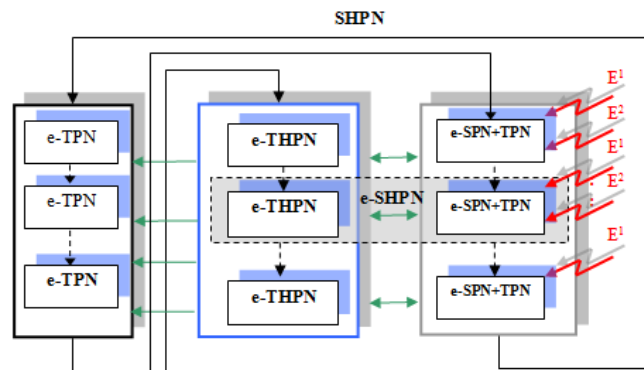 SHPN
e-TPN
e-THPN
e-SPN+TPN
E1
E2
E1
e-TPN
e-THPN
e-SHPN
e-SPN+TPN
E2
e-TPN
e-THPN
e-SPN+TPN
E1